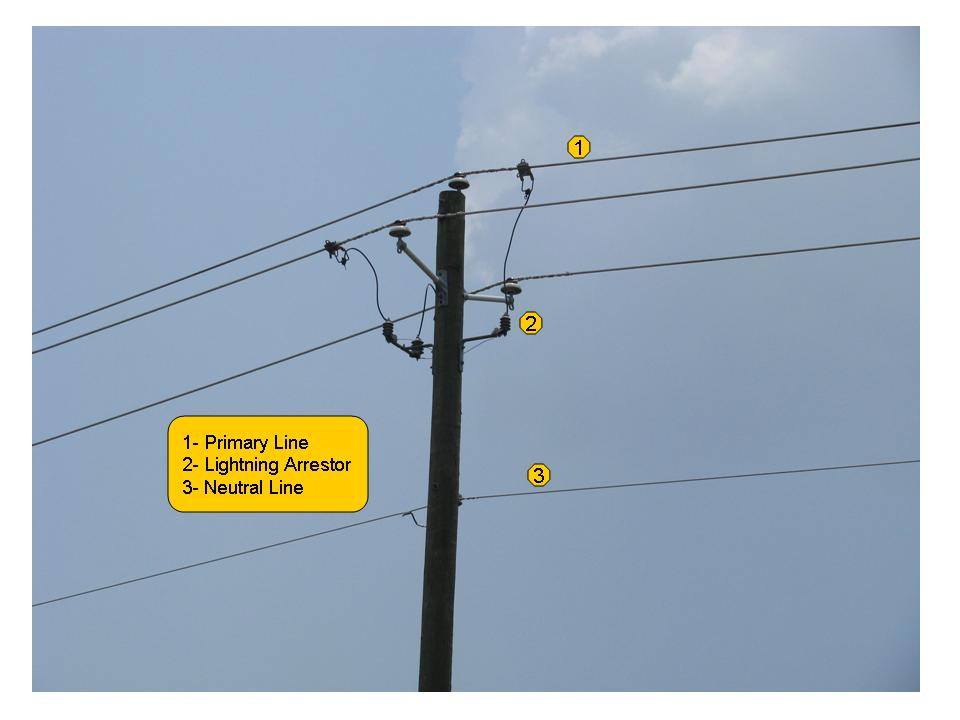 1
2
1- Primary Line
2- Lightning Arrestor
3- Neutral Line
3